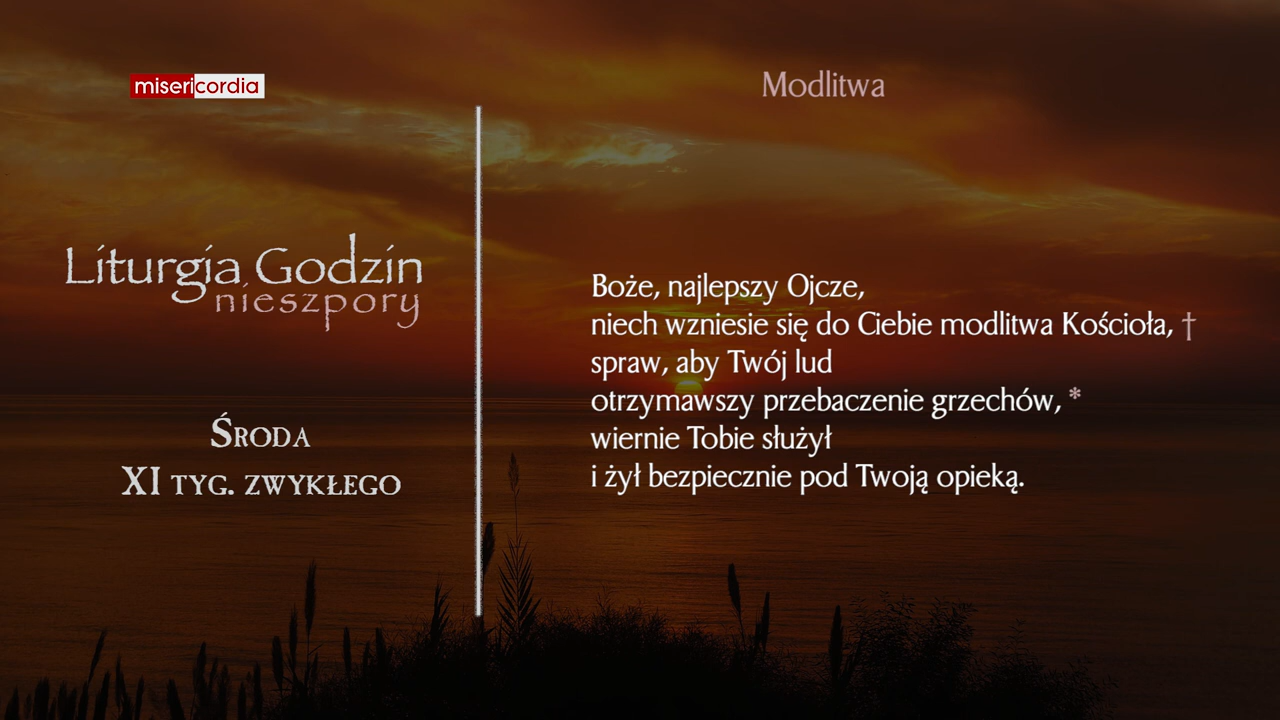 misericordia
Liturgia Godzin
nieszpory
Środa
XI tyg. zwykłego
Modlitwa
Boże, najlepszy Ojcze,
niech wzniesie się do Ciebie modlitwa Kościoła, †
spraw, aby Twój lud
otrzymawszy przebaczenie grzechów, *
wiernie Tobie służył
i żył bezpiecznie pod Twoją opieką.